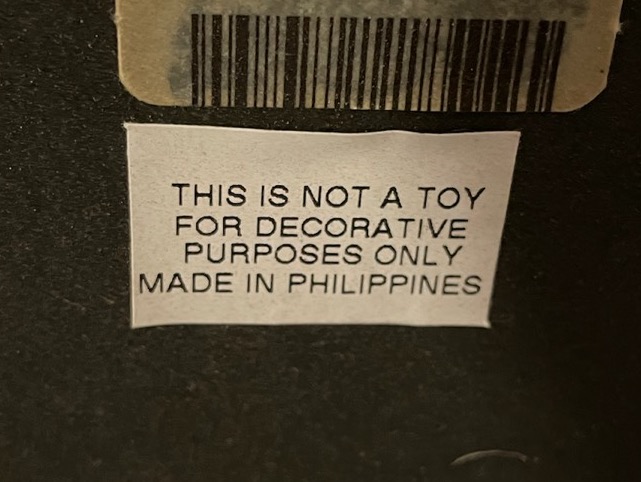 THIS IS NOT A TOY
FOR DECORATIVE
PURPOSES ONLY
MADE IN PHILIPPINES